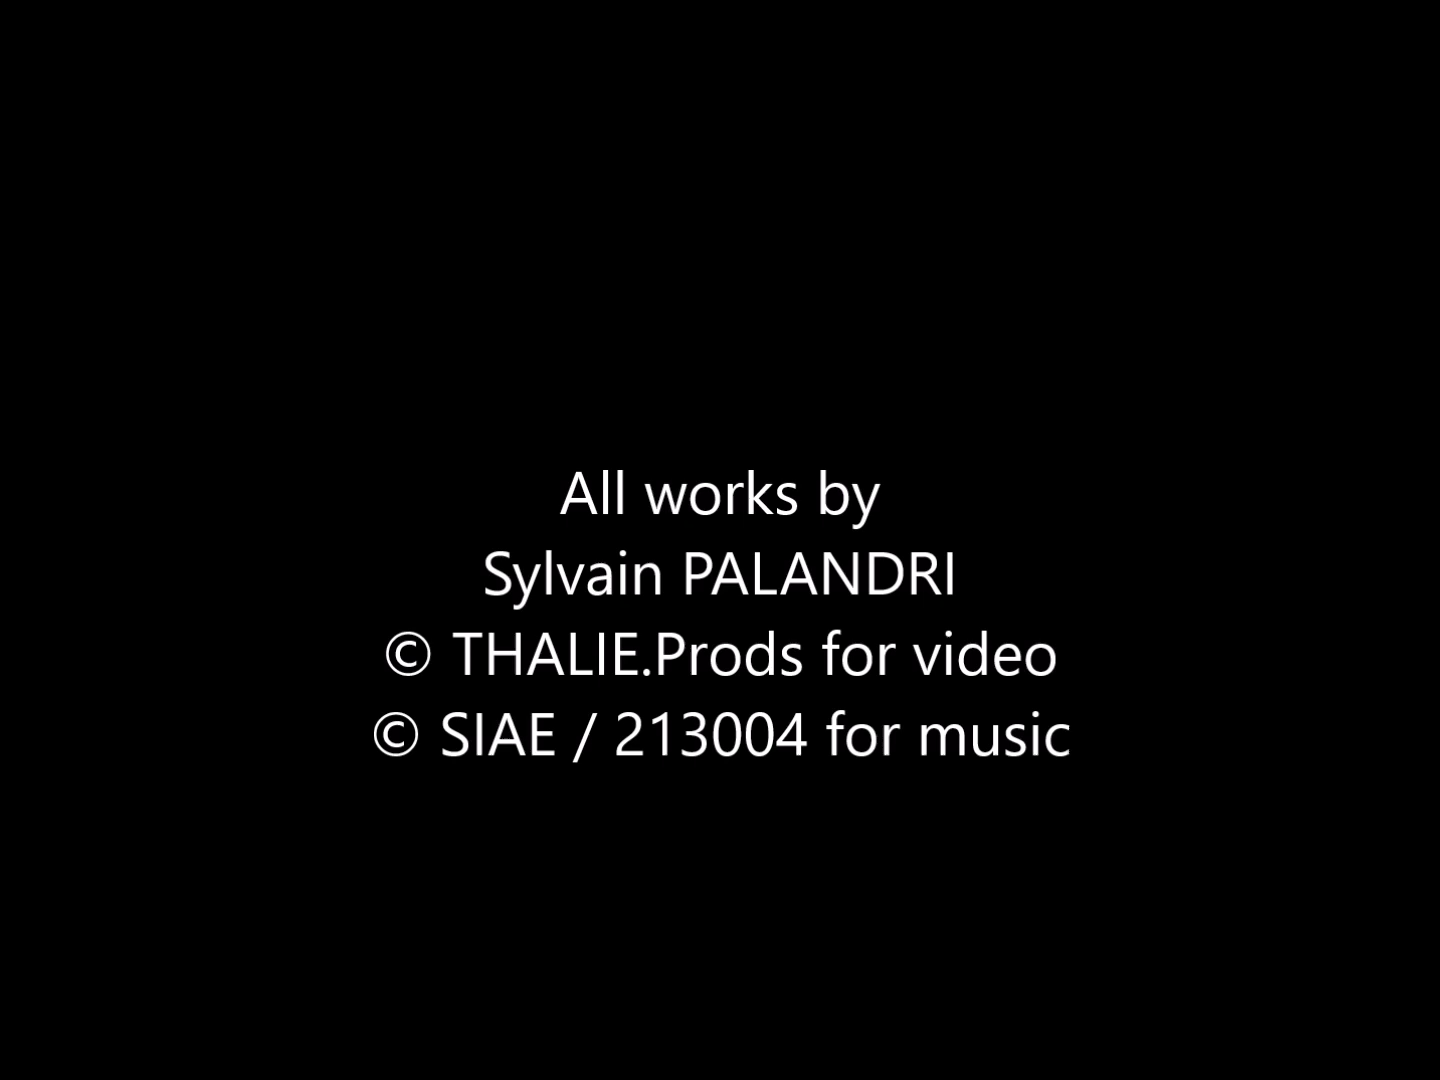 All works by
Sylvain PALANDRI
© THALIE.Prods for video
© SIAE / 213004 for music